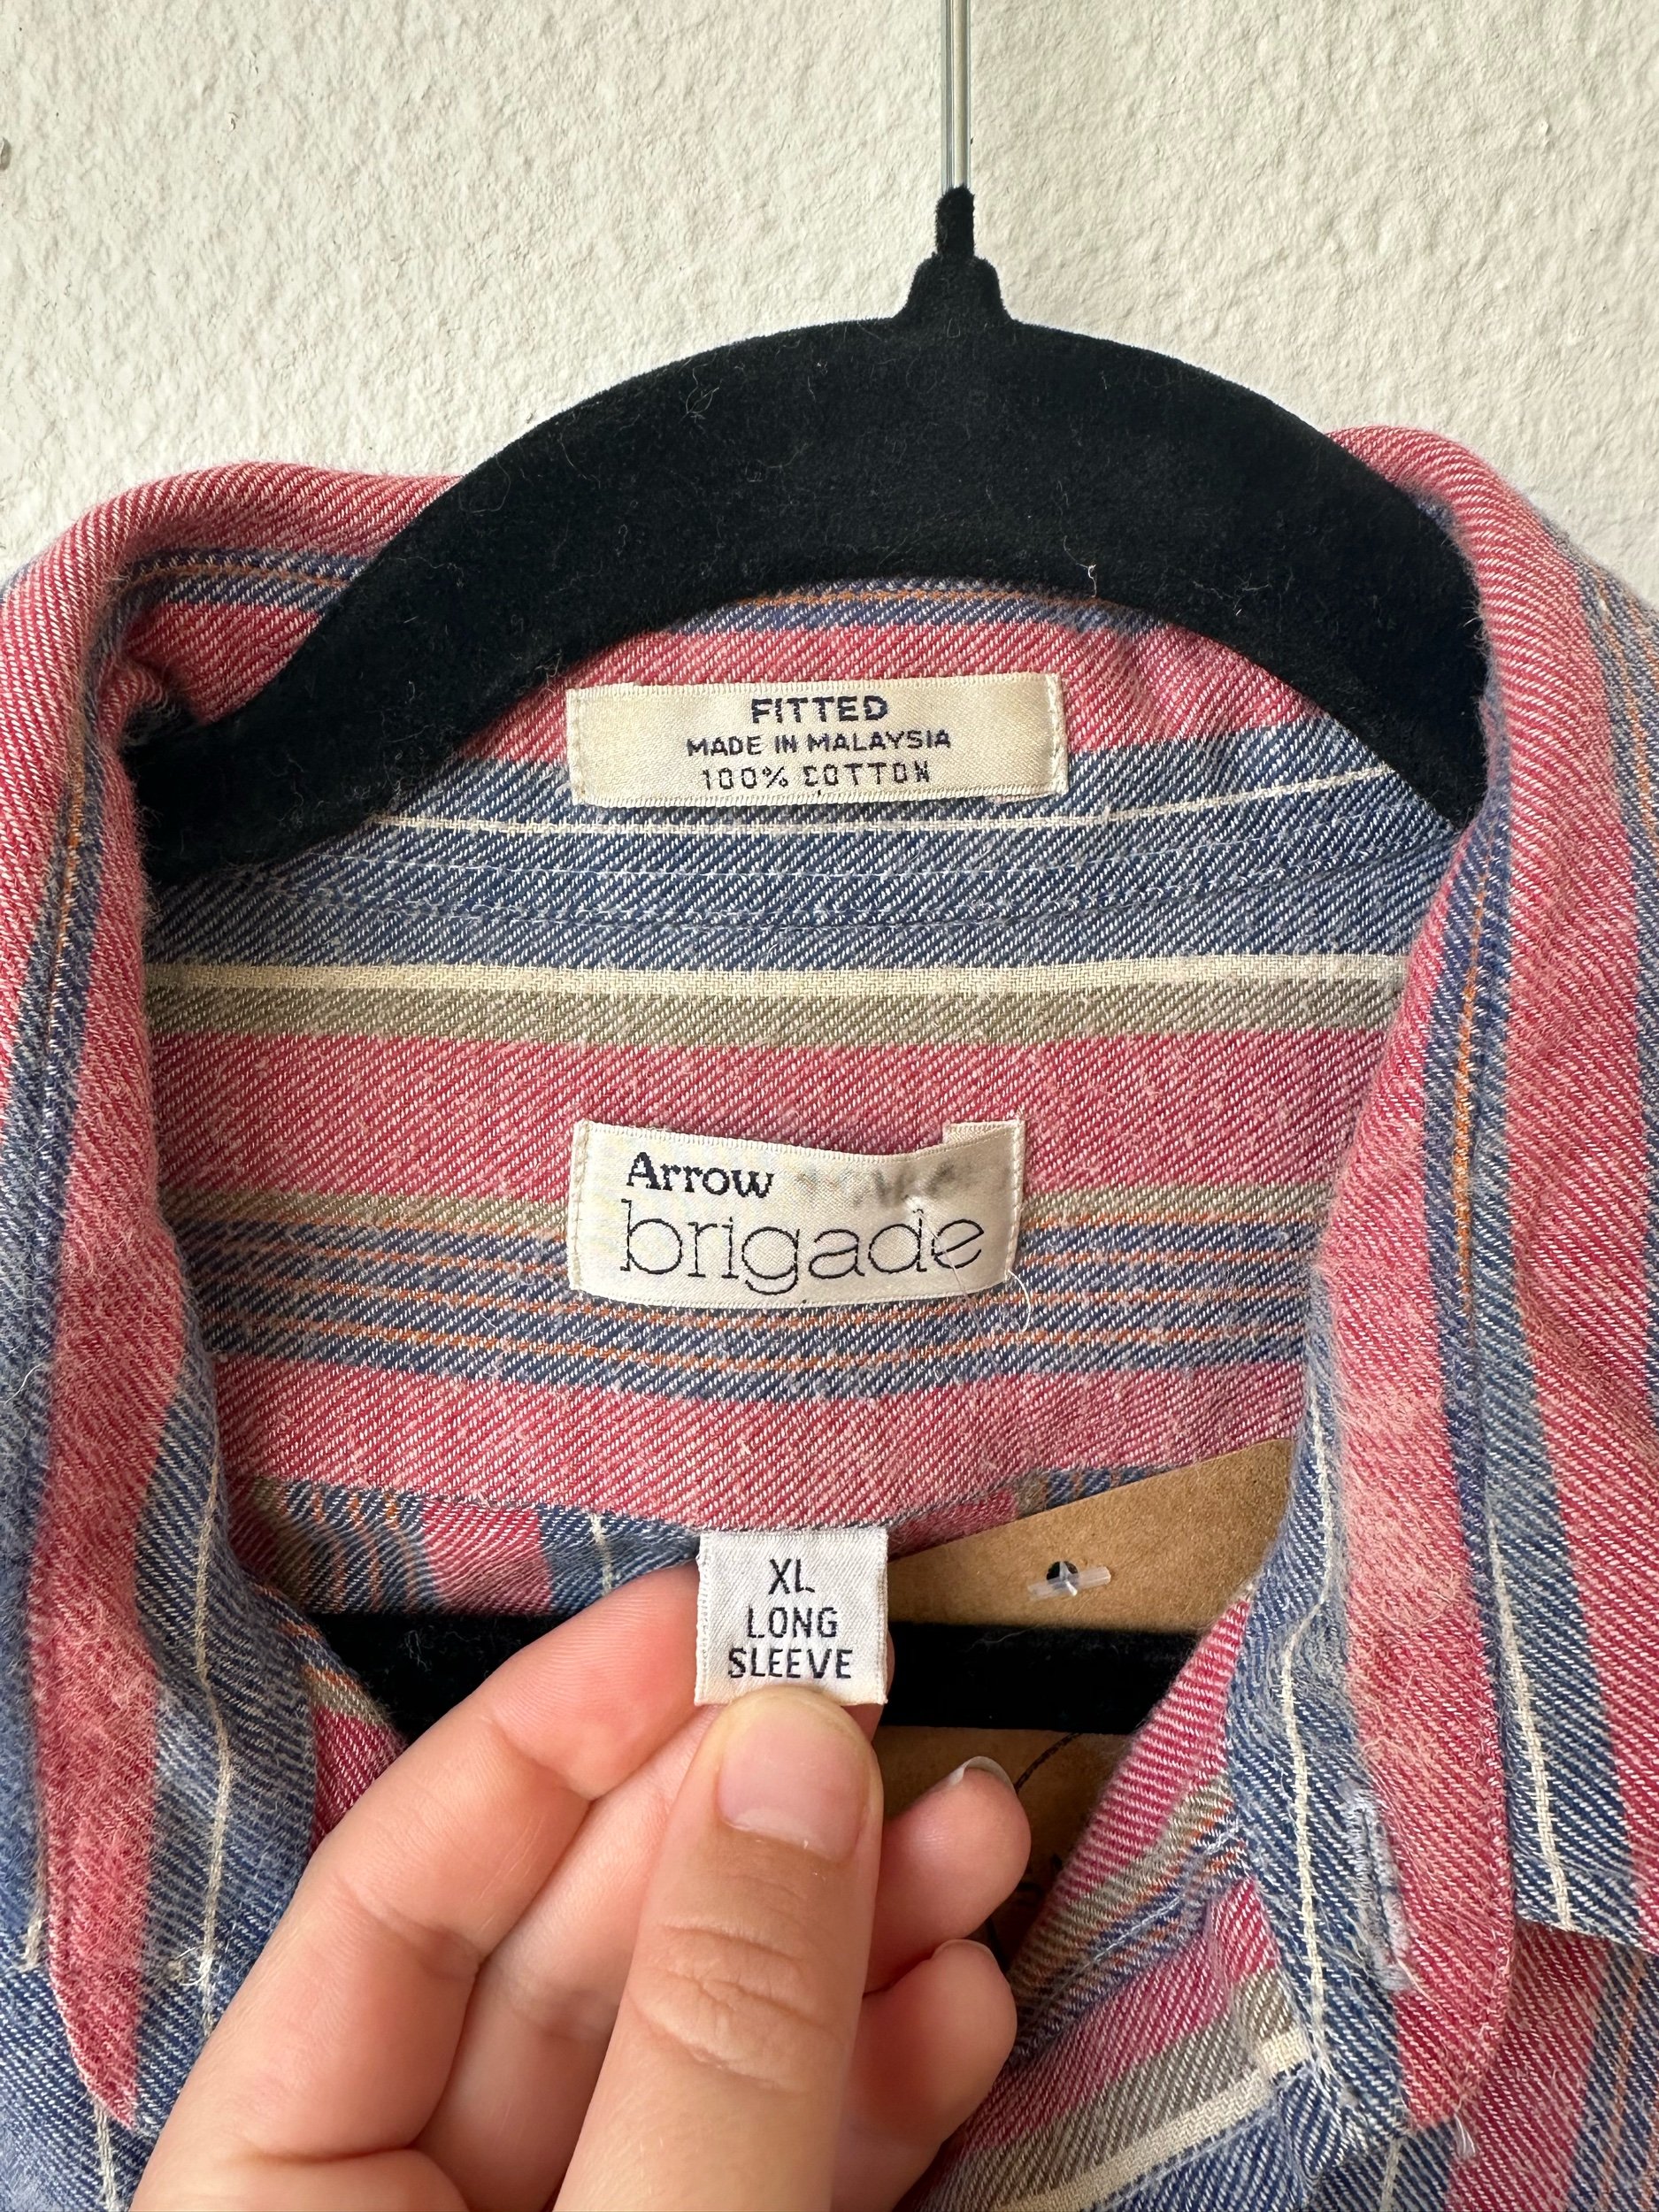 FITTED
MADE IN MALAYSIA
100% COTTON
Arrow
brigade
XL
LONG
SLEEVE